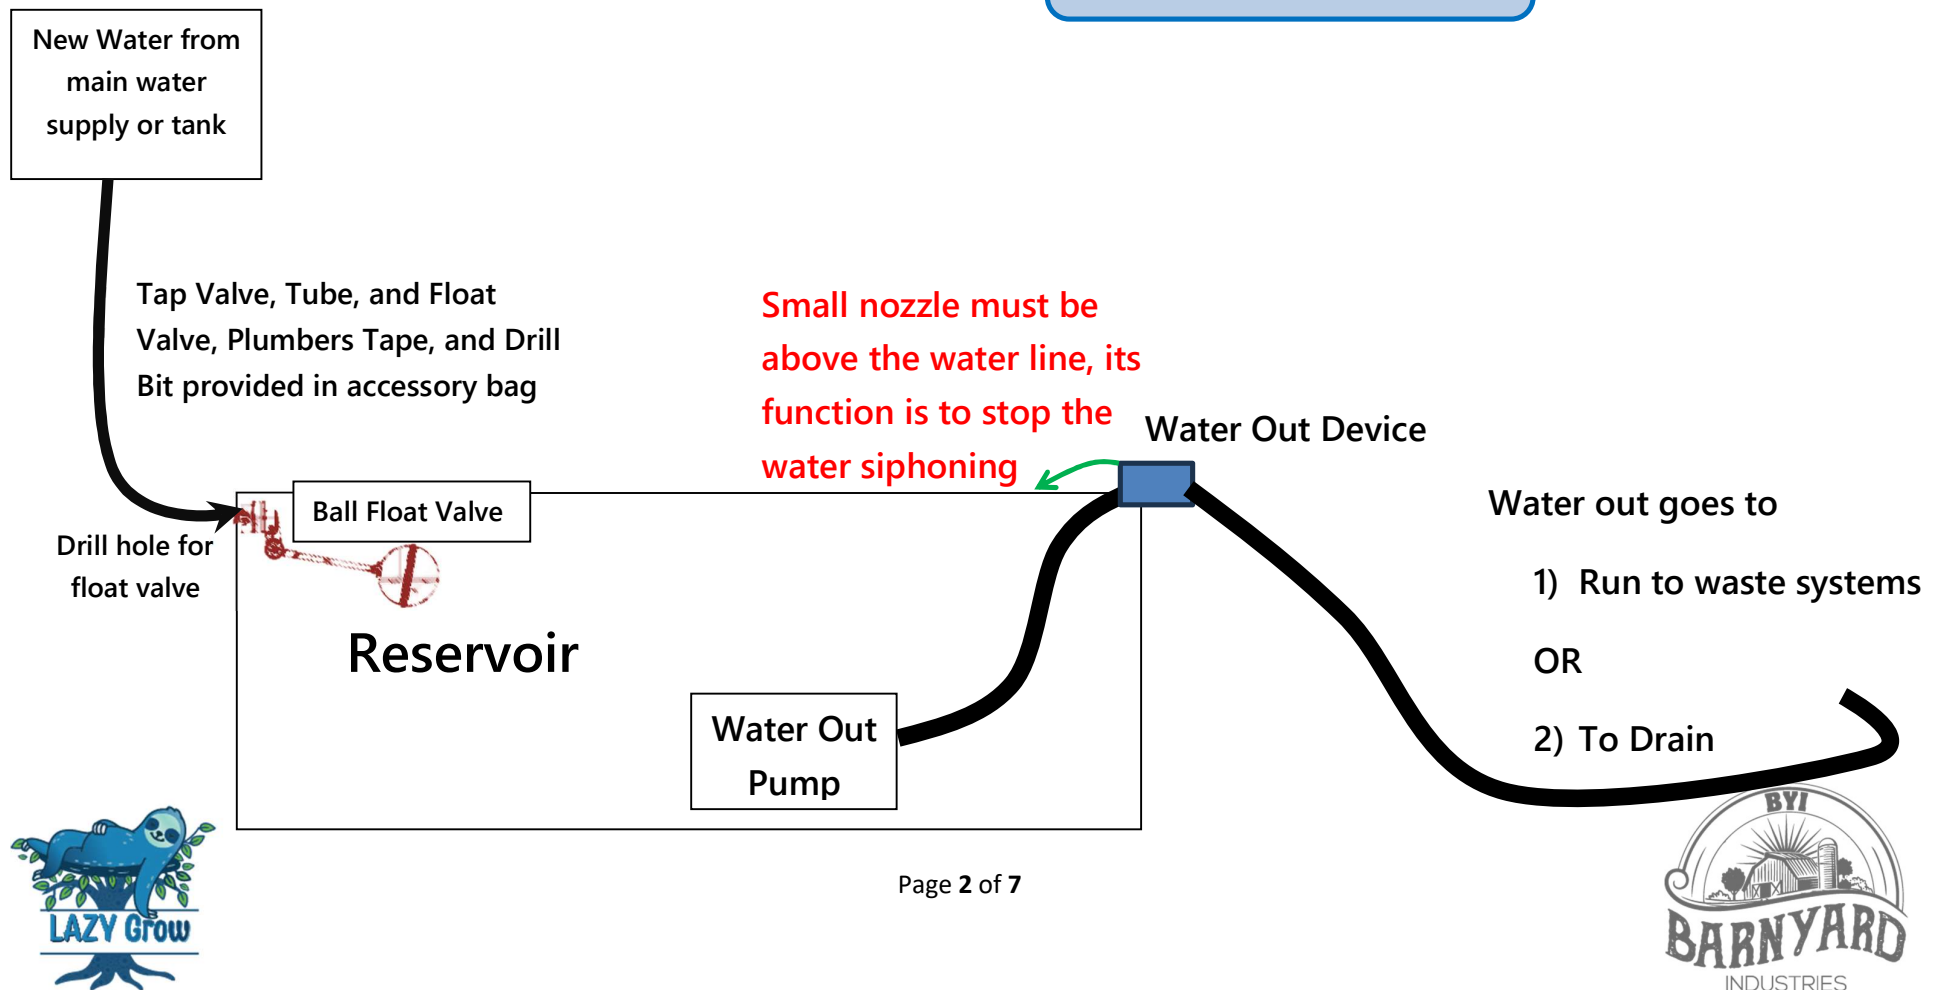 New Water from
main water
supply or tank
Tap Valve, Tube, and Float
Valve, Plumbers Tape, and Drill
Bit provided in accessory bag
Small nozzle must be
above the water line, its
function is to stop the
water siphoning
Water Out Device
Ball Float Valve
Drill hole for
float valve
Reservoir
Water Out
Pump
Water out goes to
1) Run to waste systems
OR
2) To Drain
LAZY Grow
Page 2 of 7
BYI
BARNYARD
INDUSTRIES